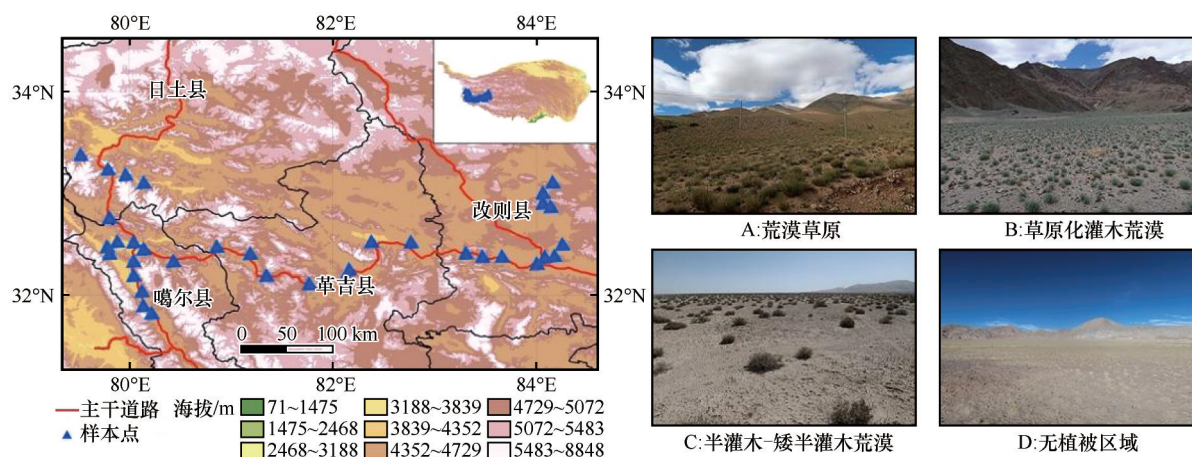 80°E 82°E 84°E
34°N
日土县
改则县
32°N
革吉县
噶尔县
0 50 100 km
80°E 82°E 84°E
34°N
32°N
主干道路
样本点
海拔/m
71~1475
1475~2468
2468~3188
3188~3839
3839~4352
4352~4729
4729~5072
5072~5483
5483~8848
A:荒漠草原
B:草原化灌木荒漠
C:半灌木-矮半灌木荒漠
D:无植被区域